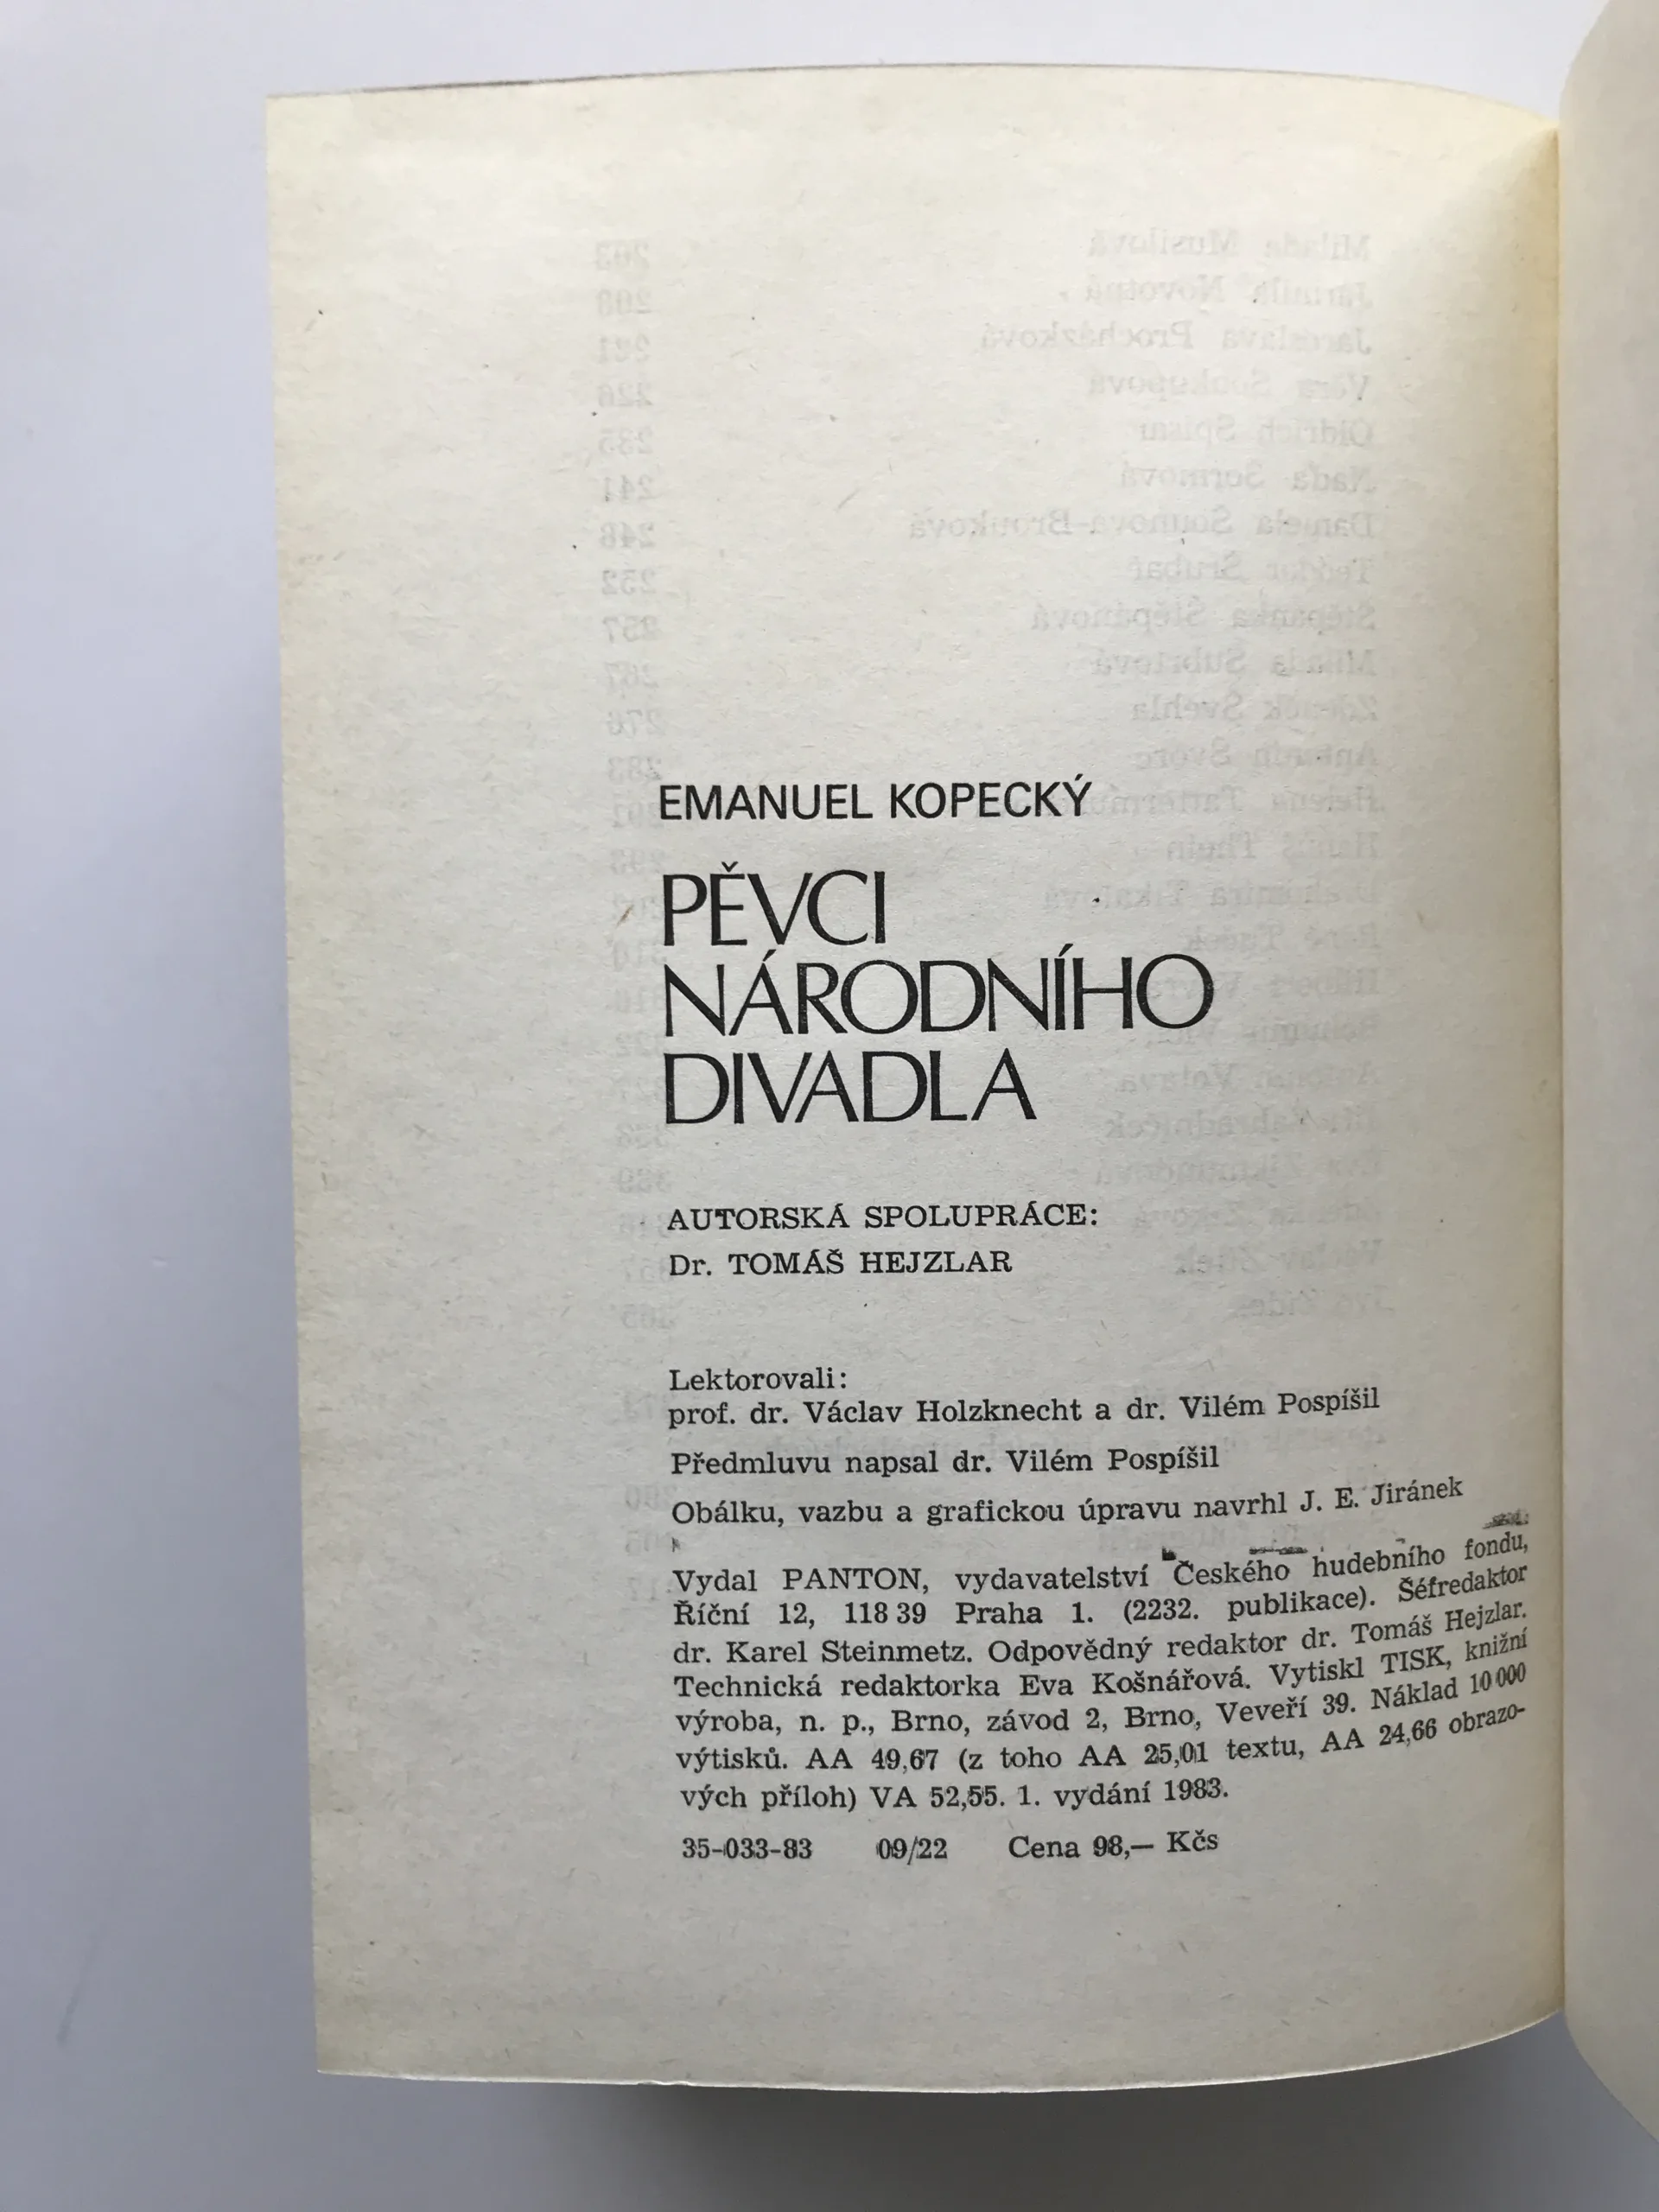 EMANUEL KOPECKÝ
PĚVCI
NÁRODNÍHO
DIVADLA
AUTORSKÁ SPOLUPRÁCE:
Dr. TOMÁŠ HEJZLAR
Lektorovali:
prof. dr. Václav Holzknecht a dr. Vilém Pospíšil
Předmluvu napsal dr. Vilém Pospíšil
Obálku, vazbu a grafickou úpravu navrhl J. E. Jiránek
Vydal PANTON, vydavatelství Českého hudebního fondu,
Říční 12, 118 39 Praha 1. (2232. publikace). Šéfredaktor
dr. Karel Steinmetz. Odpovědný redaktor dr. Tomáš Hejzlar.
Technická redaktorka Eva Košnářová. Vytiskl TISK, knižní
výroba, n. p., Brno, závod 2, Brno, Veveří 39. Náklad 10 000
výtisků. AA 49,67 (z toho AA 25,01 textu, AA 24,66 obrazo-
vých příloh) VA 52,55. 1. vydání 1983.
35-033-83 09/22 Cena 98,— Kčs